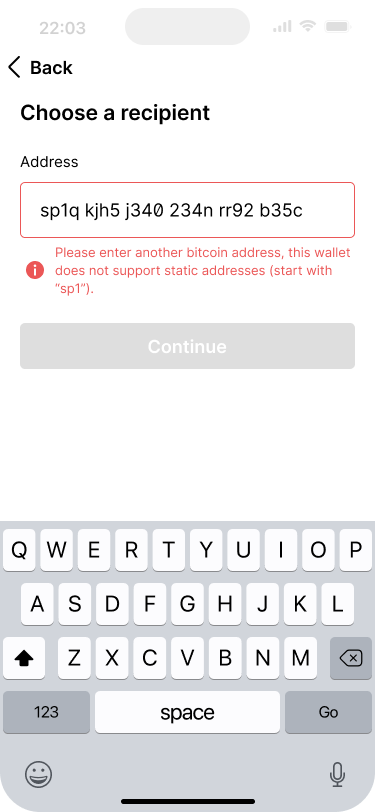 22:03
Back
Choose a recipient
Address
sp1q kjh5 j340 234n rr92 b35c
Please enter another bitcoin address, this wallet
does not support static addresses (start with
“sp1”).
Continue
Q W E R T Y U I O P
A S D F G H J K L
Z X C V B N M
123 space Go